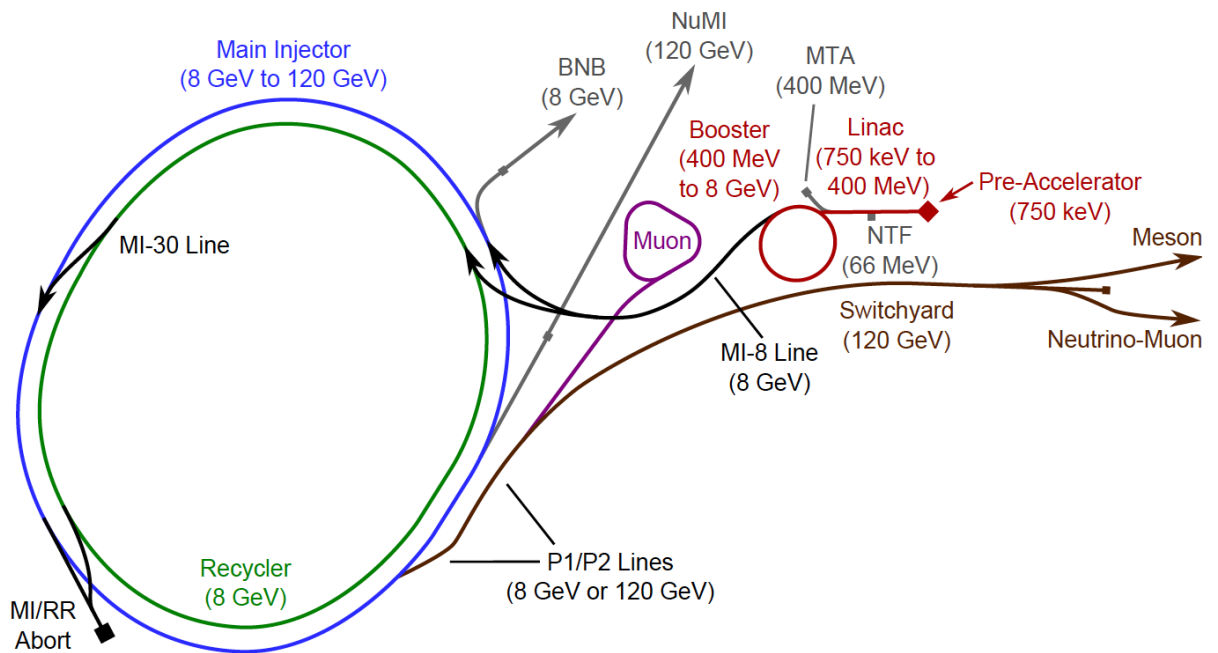 Main Injector
(8 GeV to 120 GeV)
BNB
(8 GeV)
NuMI
(120 GeV)
MTA
(400 MeV)
Booster
(400 MeV
to 8 GeV)
Linac
(750 keV to
400 MeV)
Pre-Accelerator
(750 keV)
MI-30 Line
Muon
NTF
(66 MeV)
Meson
Switchyard
(120 GeV)
Neutrino-Muon
MI-8 Line
(8 GeV)
P1/P2 Lines
(8 GeV or 120 GeV)
Recycler
(8 GeV)
MI/RR
Abort